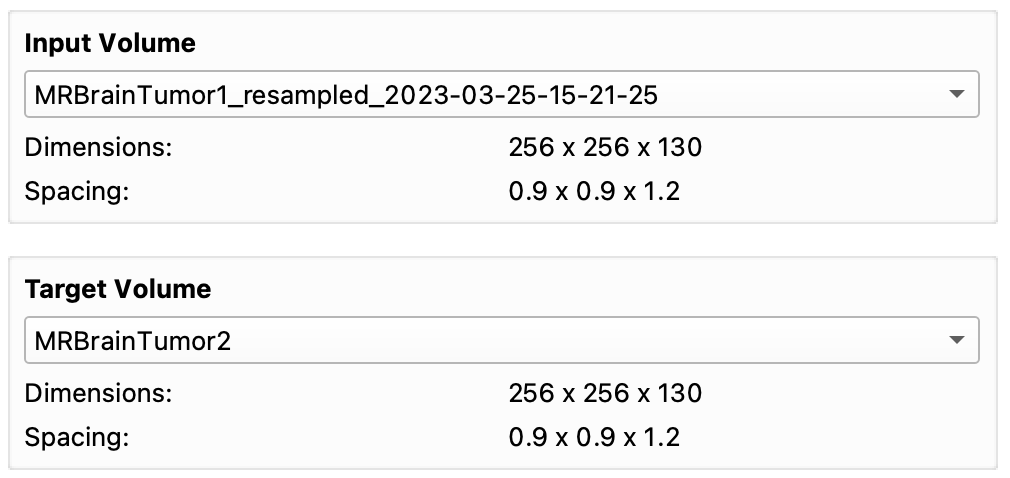 Input Volume
MRBrainTumor1_resampled_2023-03-25-15-21-25
Dimensions: 256 x 256 x 130
Spacing: 0.9 x 0.9 x 1.2
Target Volume
MRBrainTumor2
Dimensions: 256 x 256 x 130
Spacing: 0.9 x 0.9 x 1.2